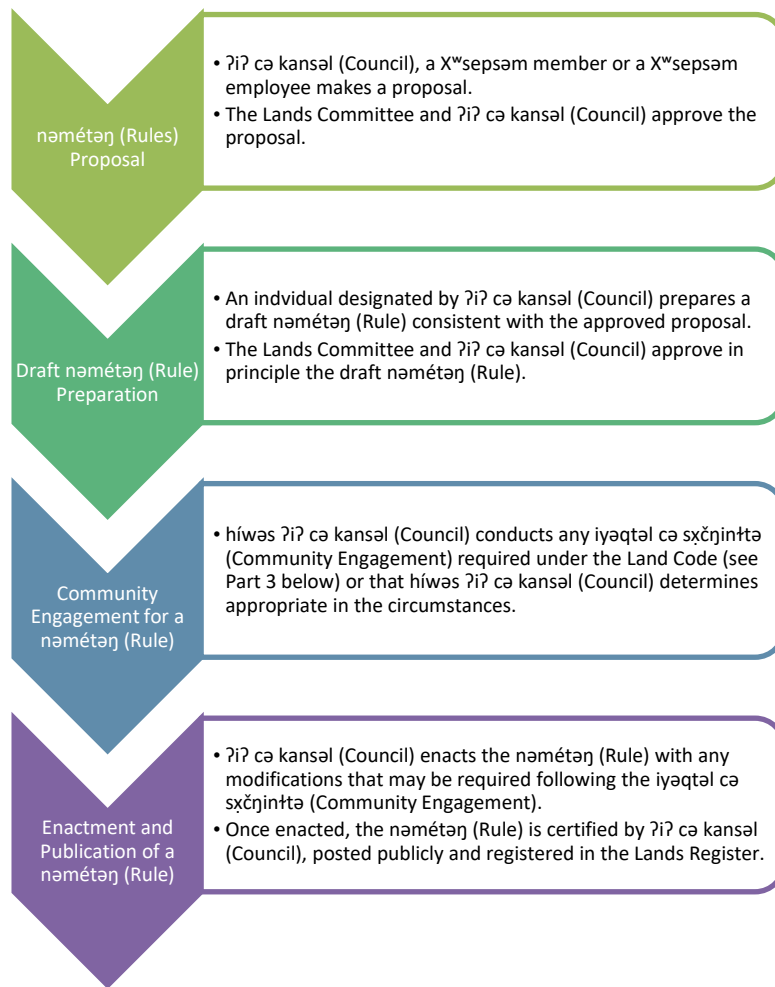 nəmétəŋ (Rules)
Proposal
• ʔiʔ cə kansəl (Council), a Xʷsepsəm member or a Xʷsepsəm
employee makes a proposal.
• The Lands Committee and ʔiʔ cə kansəl (Council) approve the
proposal.
Draft nəmétəŋ (Rule)
Preparation
• An indvidual designated by ʔiʔ cə kansəl (Council) prepares a
draft nəmétəŋ (Rule) consistent with the approved proposal.
• The Lands Committee and ʔiʔ cə kansəl (Council) approve in
principle the draft nəmétəŋ (Rule).
Community
Engagement for a
nəmétəŋ (Rule)
• híwəs ʔiʔ cə kansəl (Council) conducts any iyəqtəl cə sx̣čŋinɫtə
(Community Engagement) required under the Land Code (see
Part 3 below) or that híwəs ʔiʔ cə kansəl (Council) determines
appropriate in the circumstances.
Enactment and
Publication of a
nəmétəŋ (Rule)
• ʔiʔ cə kansəl (Council) enacts the nəmétəŋ (Rule) with any
modifications that may be required following the iyəqtəl cə
sx̣čŋinɫtə (Community Engagement).
• Once enacted, the nəmétəŋ (Rule) is certified by ʔiʔ cə kansəl
(Council), posted publicly and registered in the Lands Register.